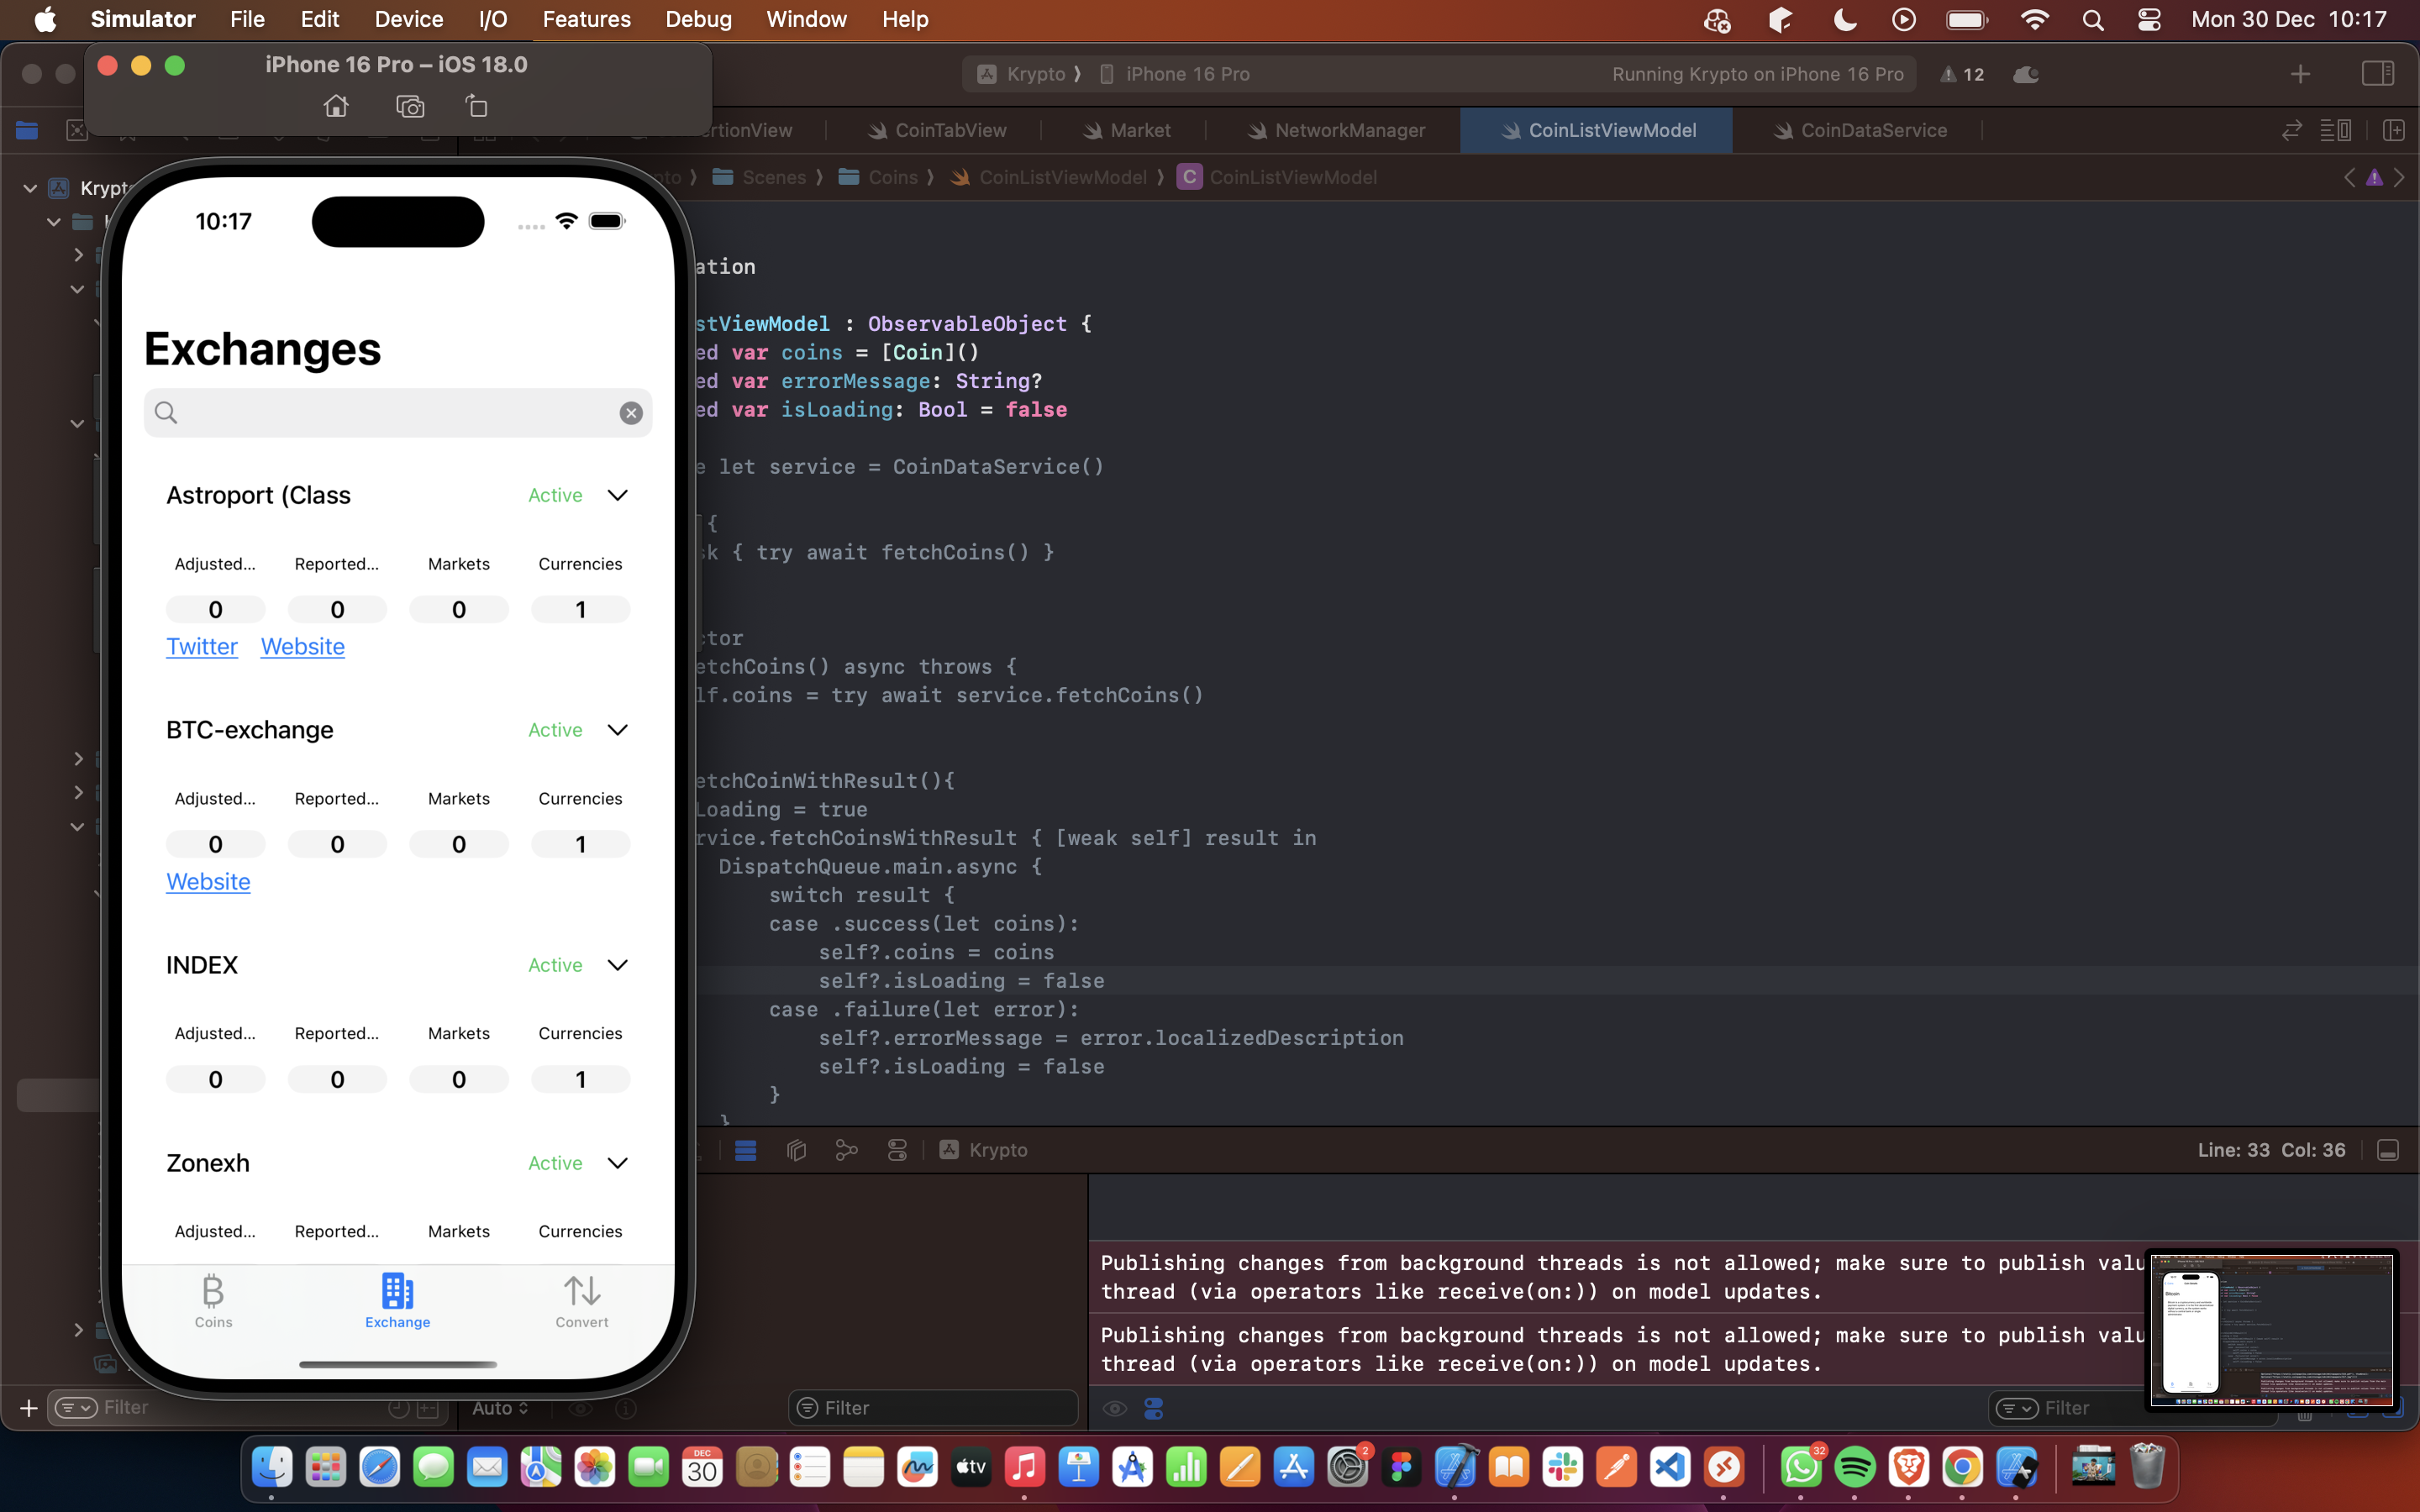 Simulator File Edit Device I/O Features Debug Window Help Mon 30 Dec 10:17
iPhone 16 Pro – iOS 18.0
Krypto ⟩ iPhone 16 Pro
Running Krypto on iPhone 16 Pro 12
CoinTabView Market NetworkManager CoinListViewModel CoinDataService
Scenes ⟩ Coins ⟩ CoinListViewModel ⟩ C CoinListViewModel
10:17
Exchanges
Astroport (Class Active
Adjusted... Reported... Markets Currencies
0 0 0 1
Twitter Website
BTC-exchange Active
Adjusted... Reported... Markets Currencies
0 0 0 1
Website
INDEX Active
Adjusted... Reported... Markets Currencies
0 0 0 1
Zonexh Active
Adjusted... Reported... Markets Currencies
Coins Exchange Convert
ation
stViewModel : ObservableObject {
ed var coins = [Coin]()
ed var errorMessage: String?
ed var isLoading: Bool = false
e let service = CoinDataService()
{
sk { try await fetchCoins() }
ctor
etchCoins() async throws {
lf.coins = try await service.fetchCoins()
etchCoinWithResult(){
Loading = true
rvice.fetchCoinsWithResult { [weak self] result in
DispatchQueue.main.async {
switch result {
case .success(let coins):
self?.coins = coins
self?.isLoading = false
case .failure(let error):
self?.errorMessage = error.localizedDescription
self?.isLoading = false
}
}
Krypto
Line: 33 Col: 36
Publishing changes from background threads is not allowed; make sure to publish valu
thread (via operators like receive(on:)) on model updates.
Publishing changes from background threads is not allowed; make sure to publish valu
thread (via operators like receive(on:)) on model updates.
Filter Auto Filter Filter
DEC
30
tv
2
32